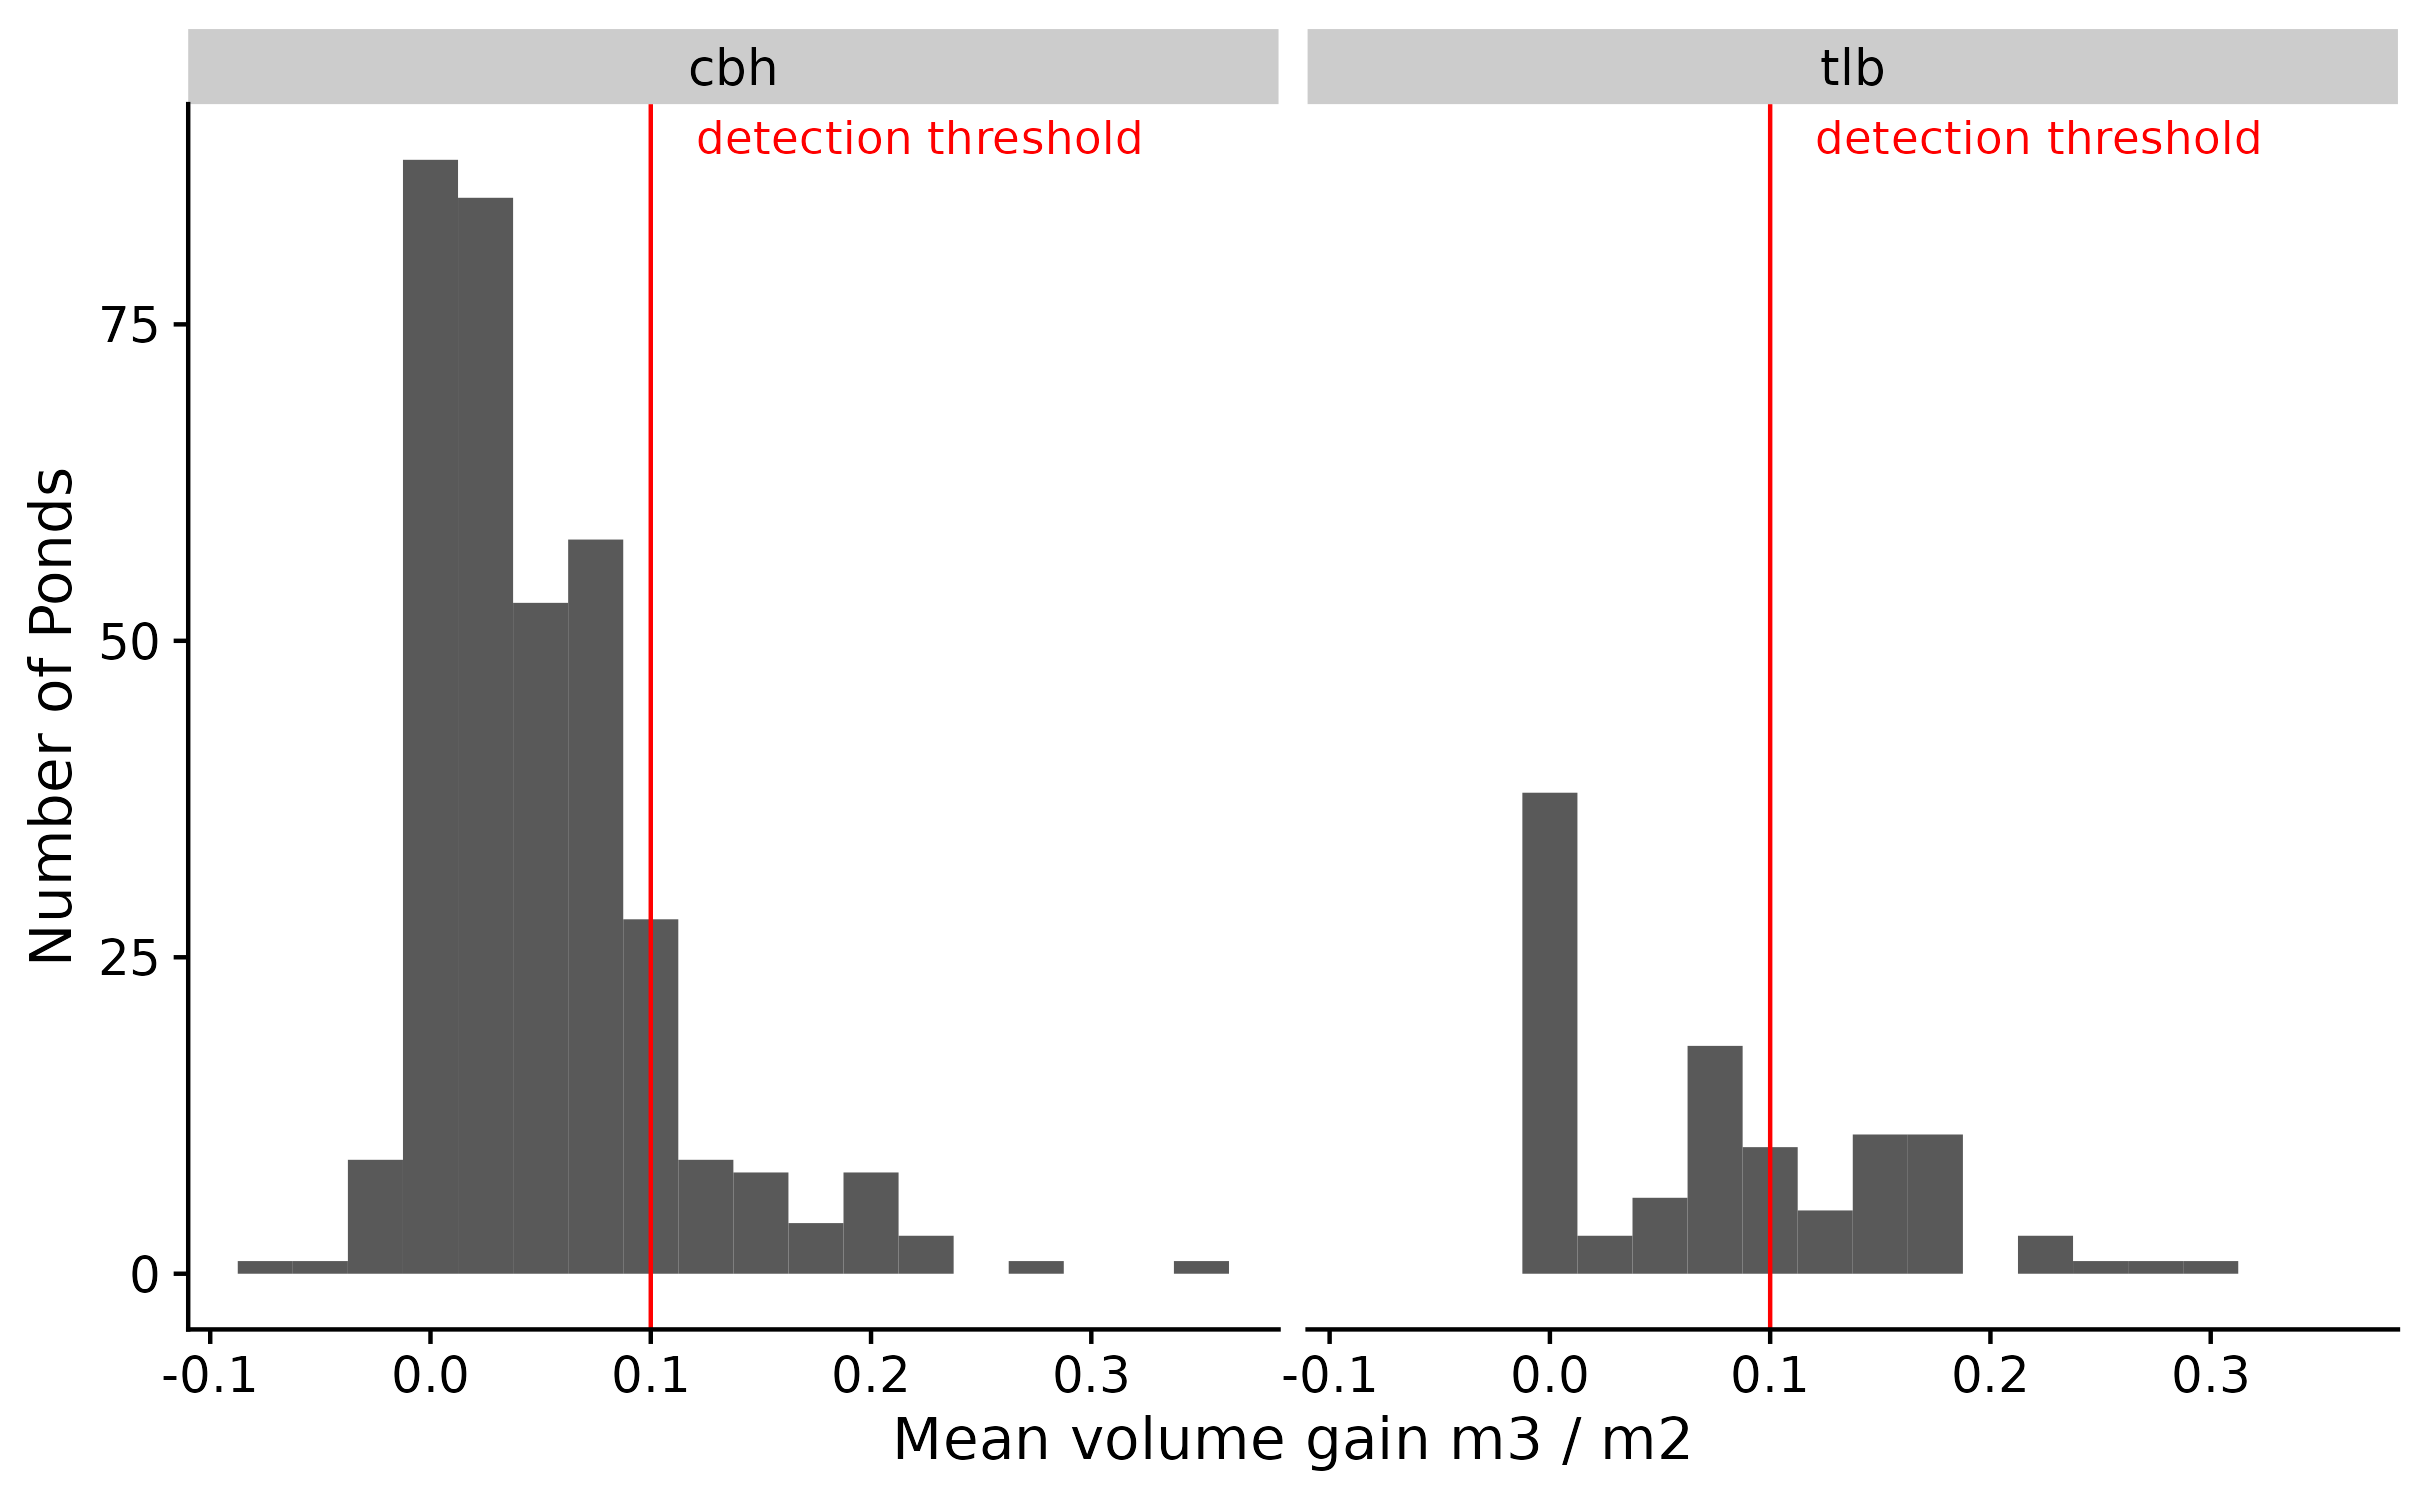 cbh
tlb
detection threshold
detection threshold
Number of Ponds
75
50
25
0
-0.1 0.0 0.1 0.2 0.3
-0.1 0.0 0.1 0.2 0.3
Mean volume gain m3 / m2